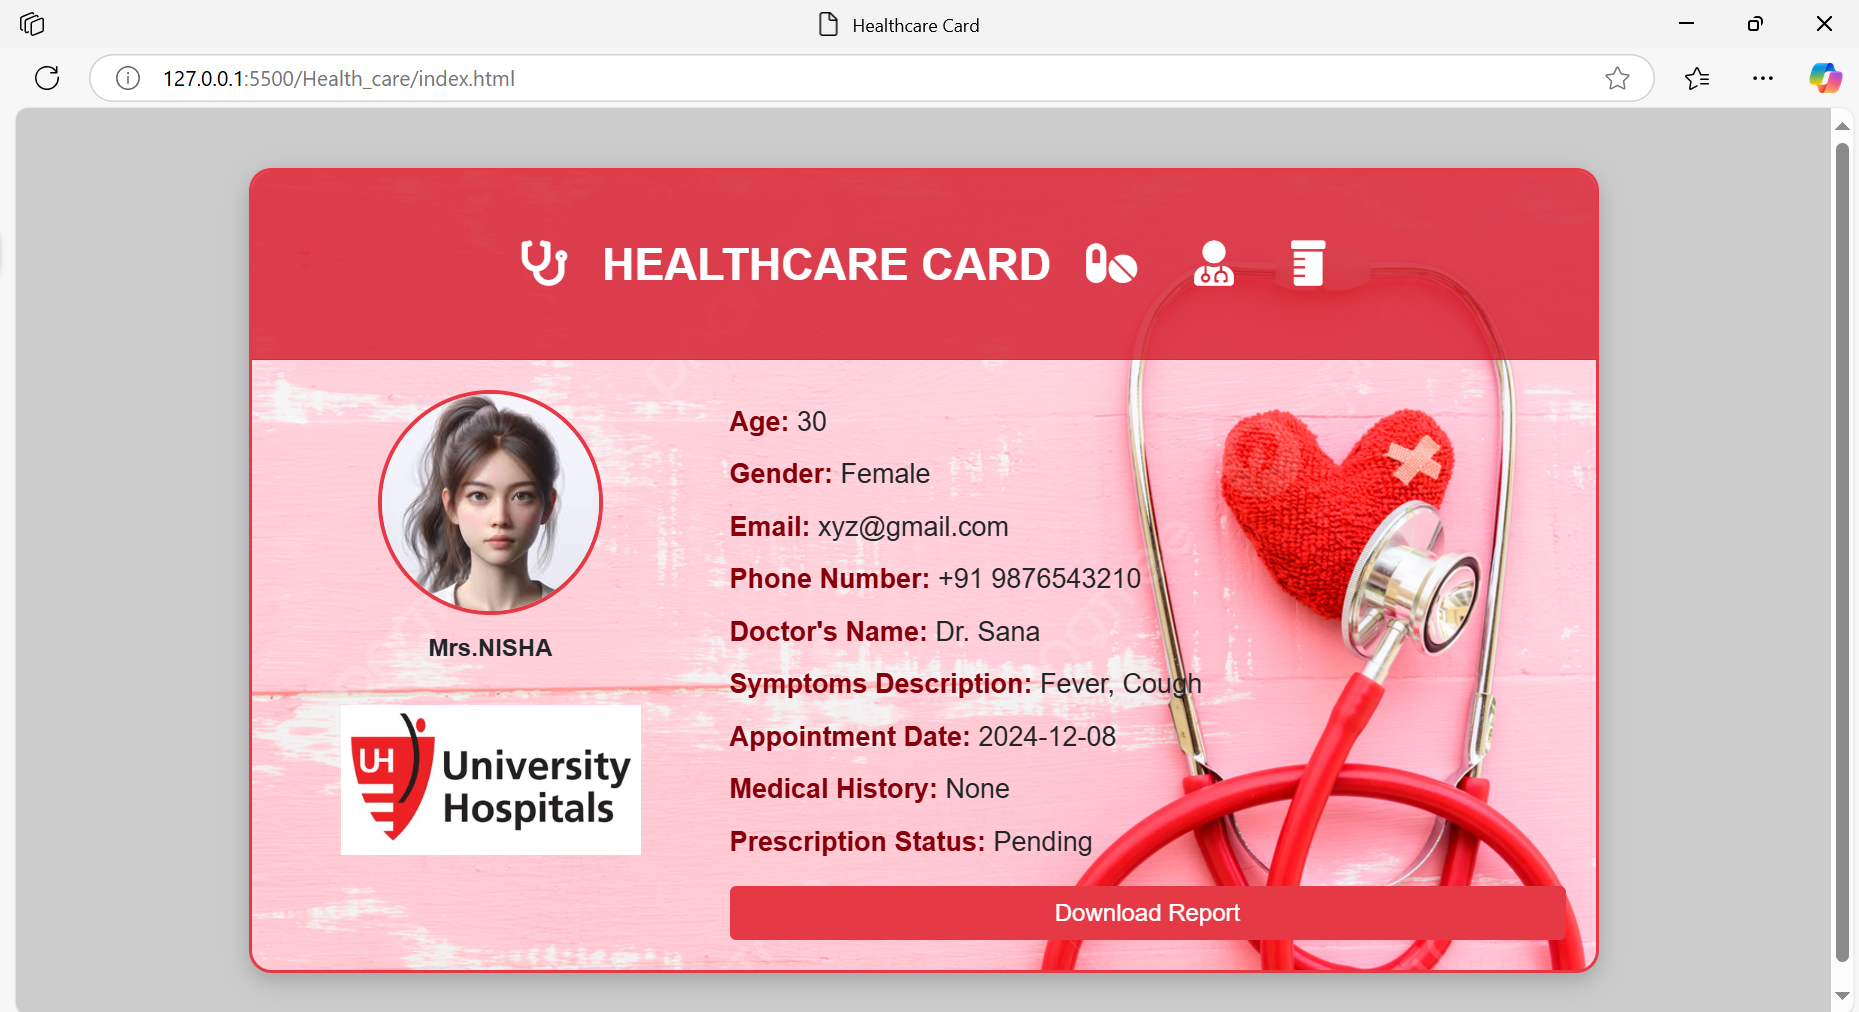 Healthcare Card
127.0.0.1:5500/Health_care/index.html
HEALTHCARE CARD
Mrs.NISHA
UH University
Hospitals
Age: 30
Gender: Female
Email: xyz@gmail.com
Phone Number: +91 9876543210
Doctor's Name: Dr. Sana
Symptoms Description: Fever, Cough
Appointment Date: 2024-12-08
Medical History: None
Prescription Status: Pending
Download Report